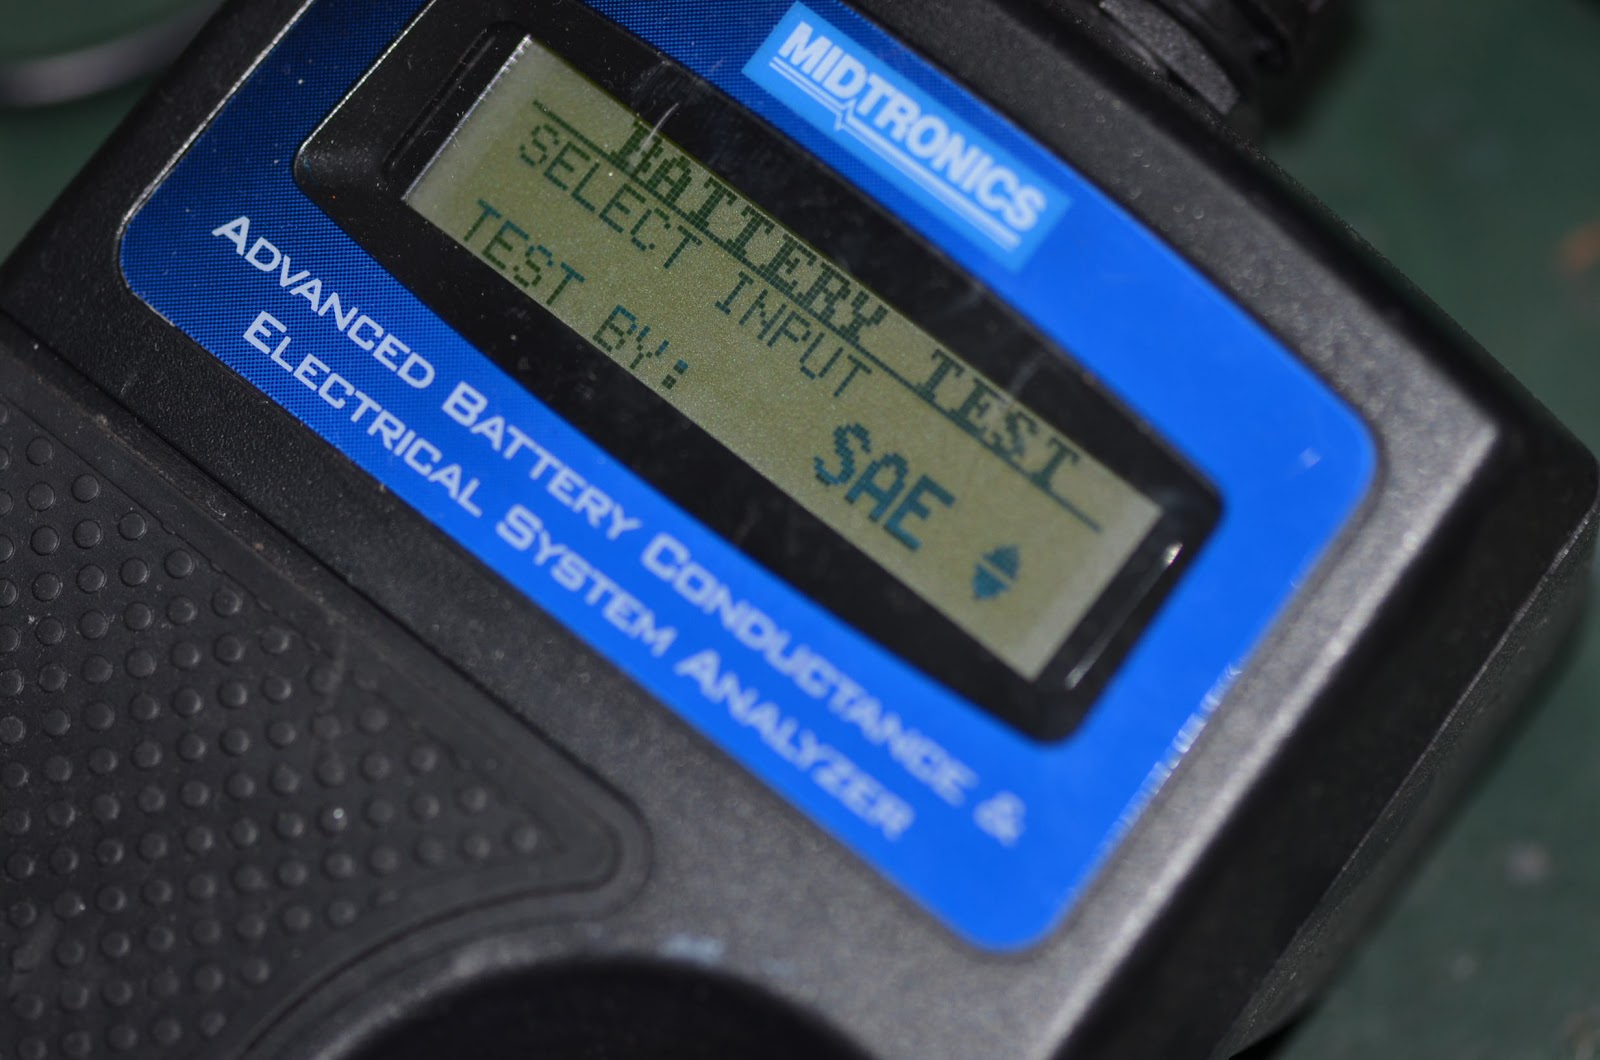 MIDTRONICS
BATTERY TEST
SELECT INPUT
TEST BY: SAE
ADVANCED BATTERY CONDUCTANCE &
ELECTRICAL SYSTEM ANALYZER